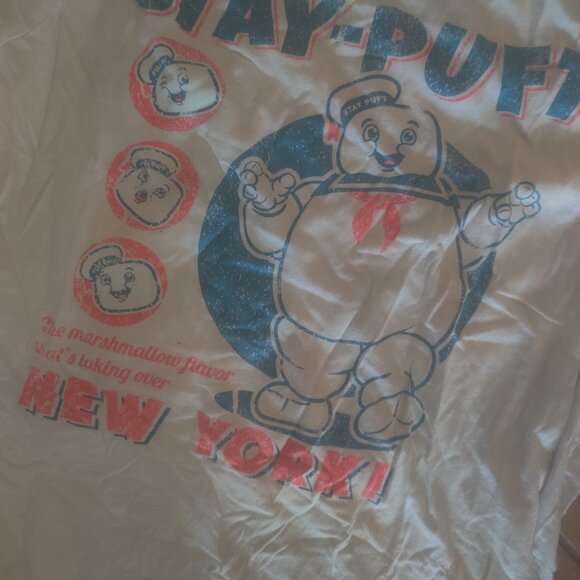 STAY-PUFT
STAY PUFT
The marshmallow flavor
that's taking over
NEW YORK!